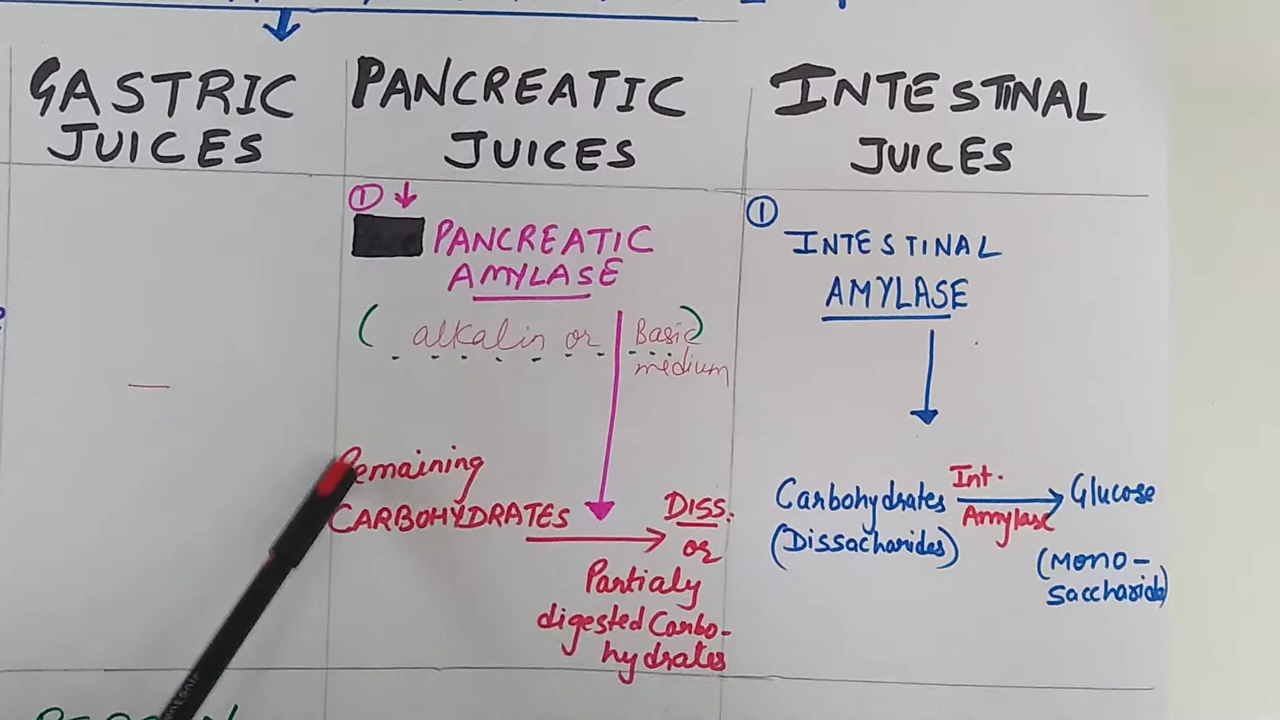 GASTRIC
JUICES
PANCREATIC
JUICES
INTESTINAL
JUICES
① PANCREATIC
AMYLASE
( alkalin or Basic)
medium
Remaining
CARBOHYDRATES
DISS.
or
Partialy
digested Carbo-
hydrates
①
INTESTINAL
AMYLASE
Carbohydrates
(Dissacharides)
Int.
Amylase
Glucose
(Mono-
saccharide)